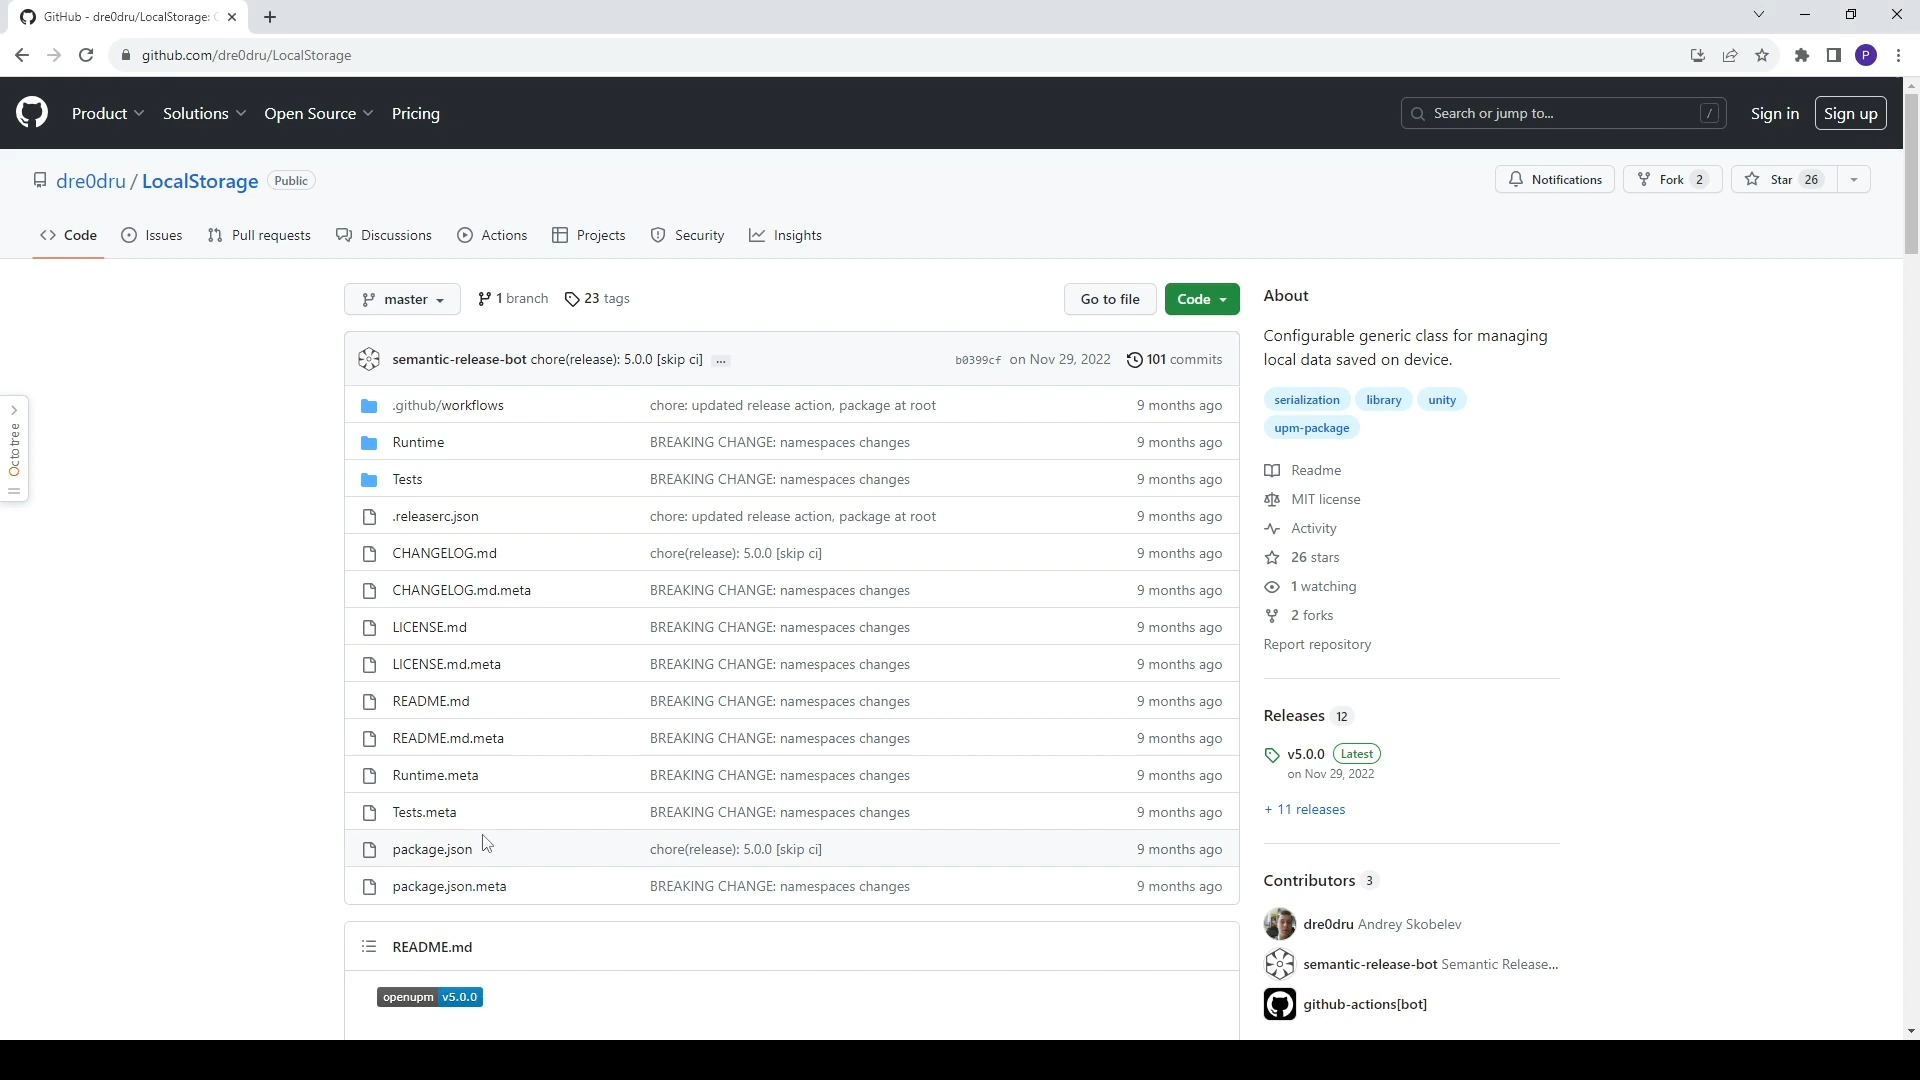 GitHub - dre0dru/LocalStorage: C
github.com/dre0dru/LocalStorage
P
Product
Solutions
Open Source
Pricing
Search or jump to...
/
Sign in
Sign up
dre0dru / LocalStorage
Public
Notifications
Fork 2
Star 26
Code
Issues
Pull requests
Discussions
Actions
Projects
Security
Insights
master
1 branch
23 tags
Go to file
Code
semantic-release-bot chore(release): 5.0.0 [skip ci] ...
b0399cf on Nov 29, 2022
101 commits
.github/workflows chore: updated release action, package at root 9 months ago
Runtime BREAKING CHANGE: namespaces changes 9 months ago
Tests BREAKING CHANGE: namespaces changes 9 months ago
.releaserc.json chore: updated release action, package at root 9 months ago
CHANGELOG.md chore(release): 5.0.0 [skip ci] 9 months ago
CHANGELOG.md.meta BREAKING CHANGE: namespaces changes 9 months ago
LICENSE.md BREAKING CHANGE: namespaces changes 9 months ago
LICENSE.md.meta BREAKING CHANGE: namespaces changes 9 months ago
README.md BREAKING CHANGE: namespaces changes 9 months ago
README.md.meta BREAKING CHANGE: namespaces changes 9 months ago
Runtime.meta BREAKING CHANGE: namespaces changes 9 months ago
Tests.meta BREAKING CHANGE: namespaces changes 9 months ago
package.json chore(release): 5.0.0 [skip ci] 9 months ago
package.json.meta BREAKING CHANGE: namespaces changes 9 months ago
README.md
openupm v5.0.0
Octotree
About
Configurable generic class for managing
local data saved on device.
serialization
library
unity
upm-package
Readme
MIT license
Activity
26 stars
1 watching
2 forks
Report repository
Releases 12
v5.0.0 Latest
on Nov 29, 2022
+ 11 releases
Contributors 3
dre0dru Andrey Skobelev
semantic-release-bot Semantic Release...
github-actions[bot]